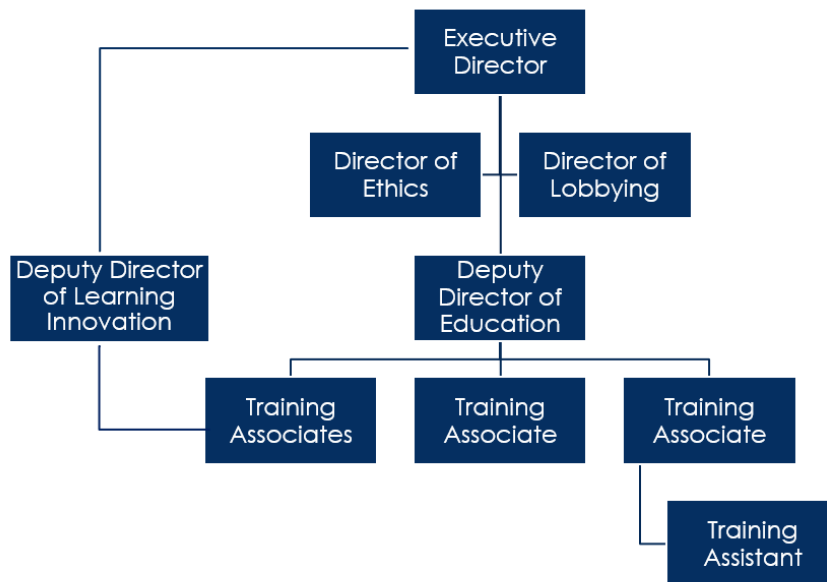 Executive
Director
Director of
Ethics
Director of
Lobbying
Deputy Director
of Learning
Innovation
Deputy
Director of
Education
Training
Associates
Training
Associate
Training
Associate
Training
Assistant